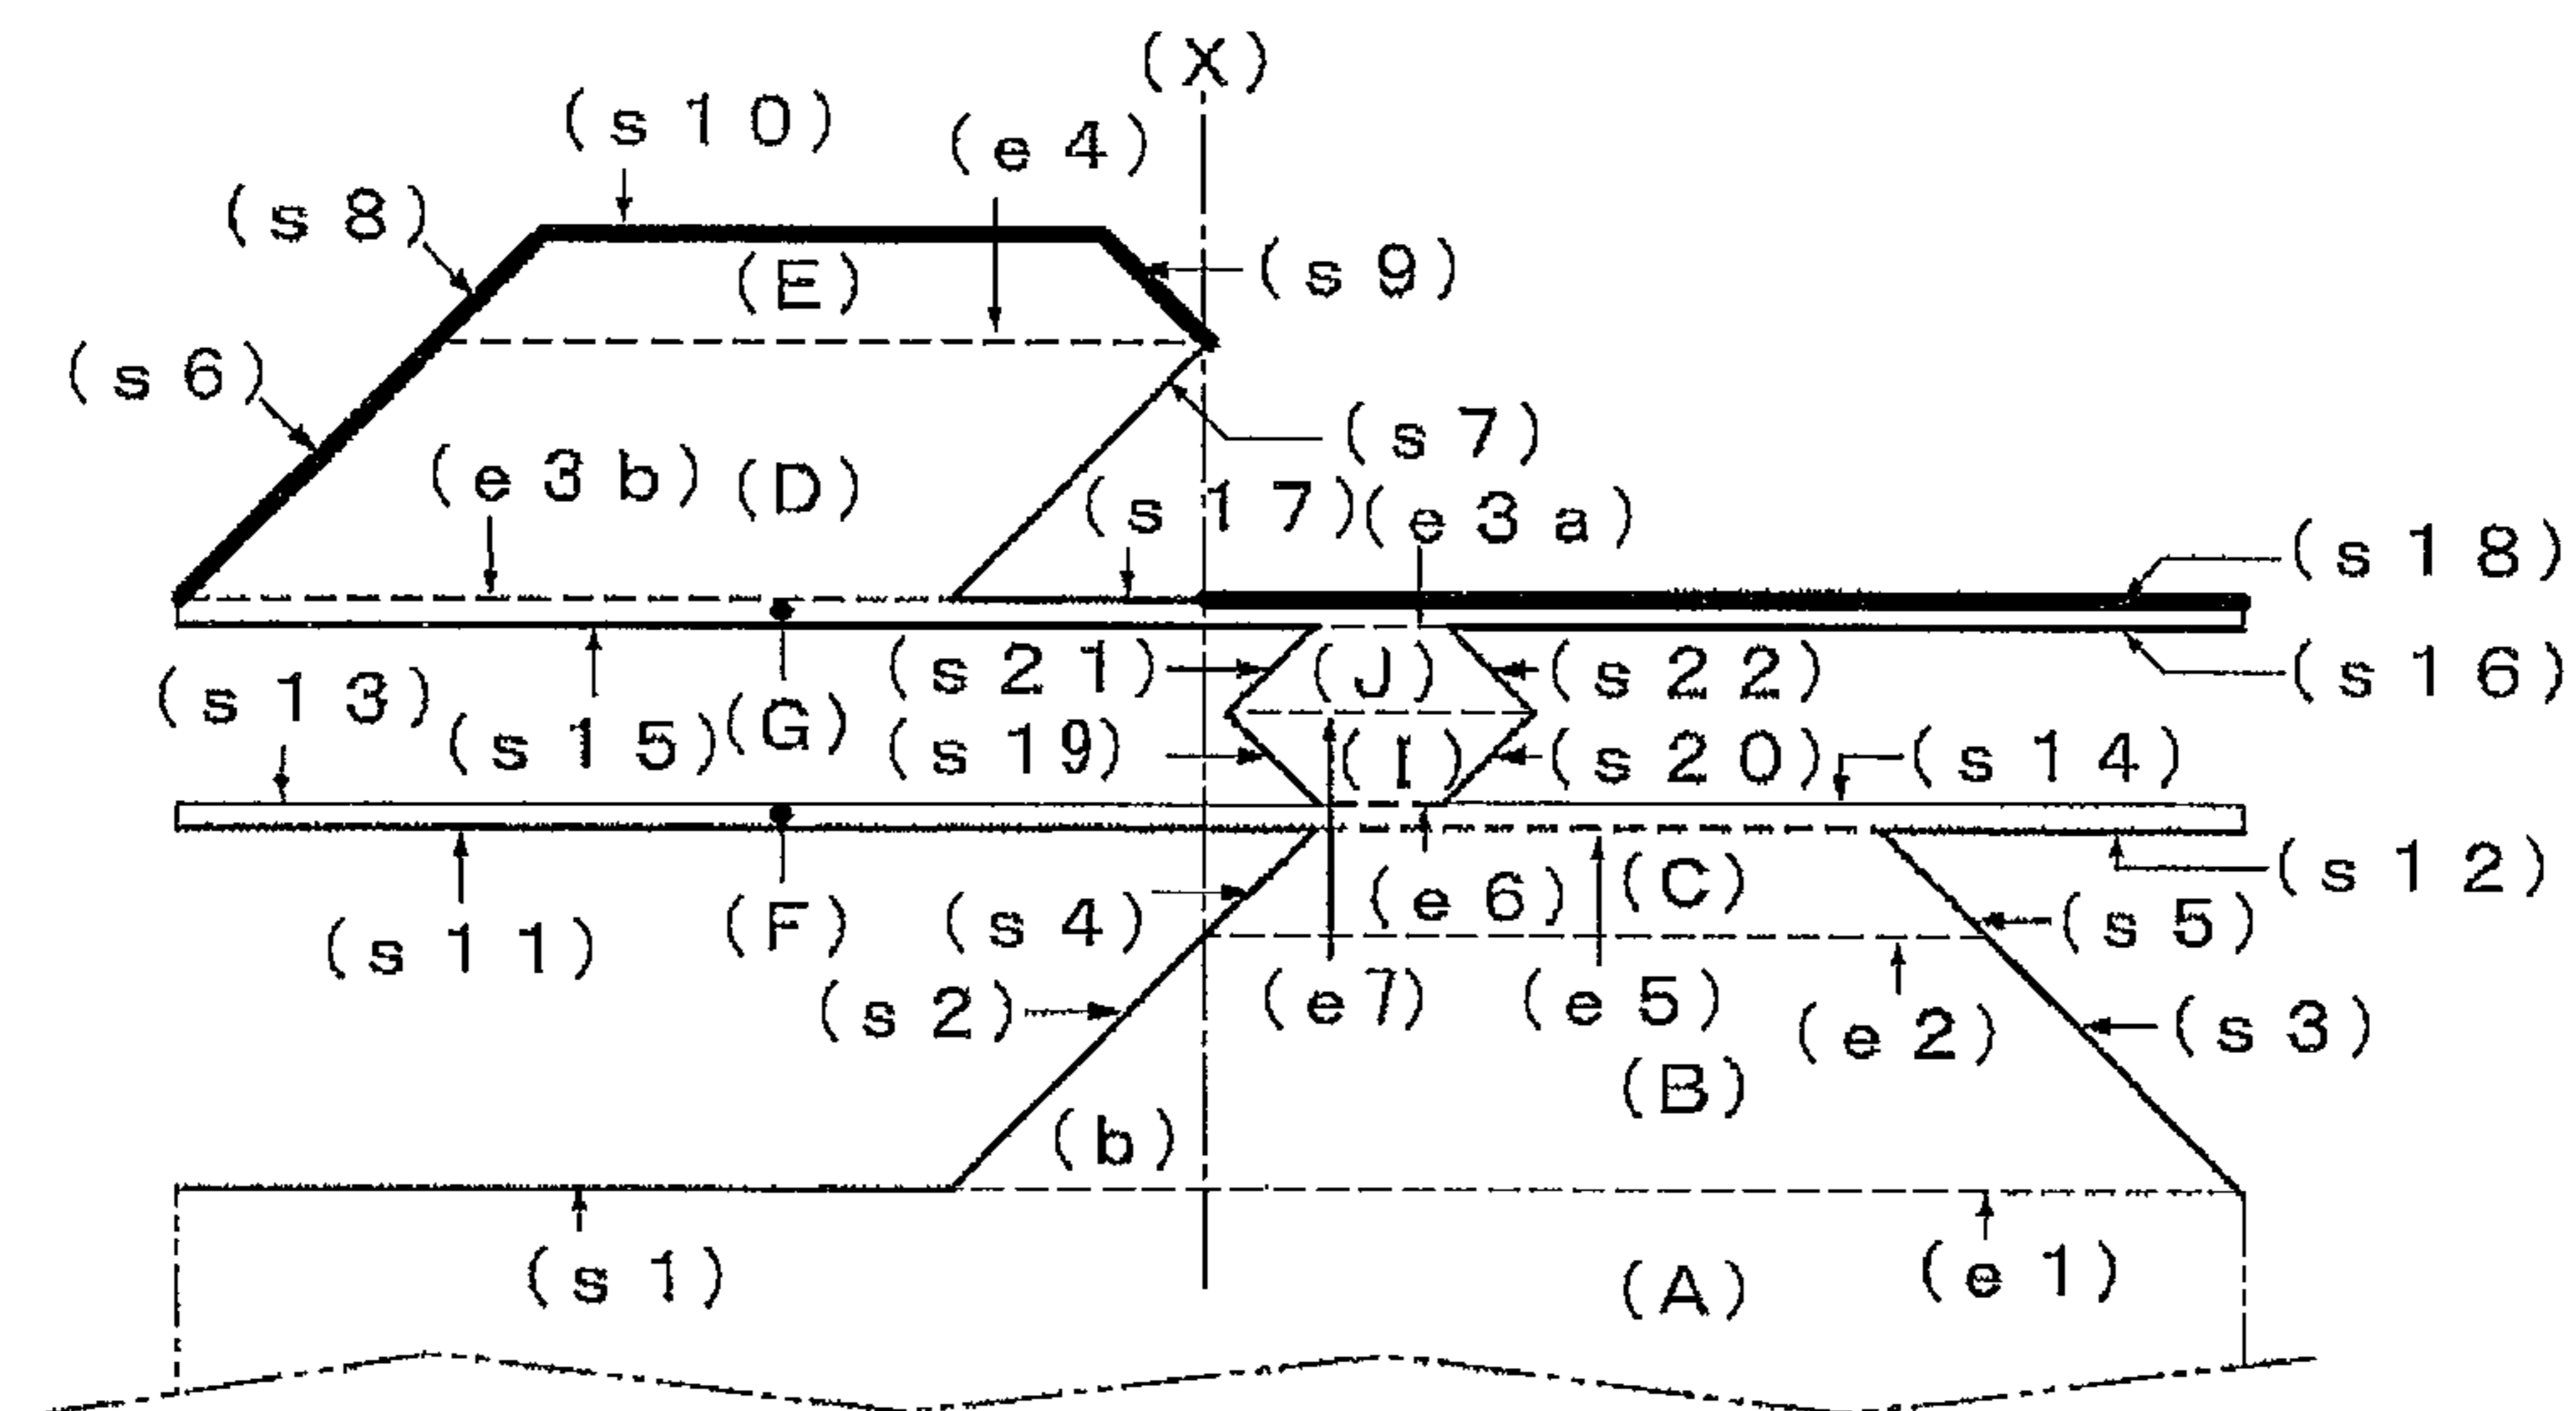 (X)
(s10)
(e4)
(s8)
(E)
(s9)
(s6)
(s7)
(e3b)
(D)
(s17)
(e3a)
(s18)
(s21)
(J)
(s22)
(s16)
(s13)
(s15)
(G)
(s19)
(I)
(s20)
(s14)
(s12)
(s11)
(F)
(s4)
(e6)
(C)
(s5)
(s2)
(e7)
(e5)
(e2)
(s3)
(B)
(b)
(s1)
(A)
(e1)